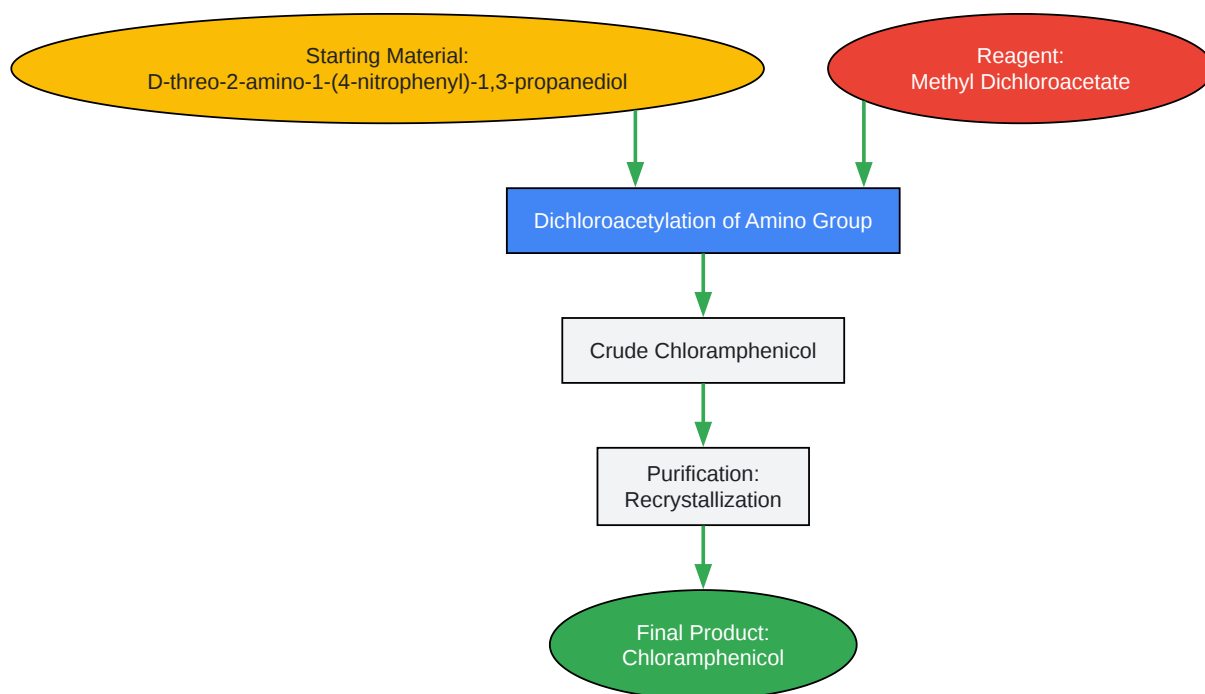 Starting Material:
D-threo-2-amino-1-(4-nitrophenyl)-1,3-propanediol
Reagent:
Methyl Dichloroacetate
Dichloroacetylation of Amino Group
Crude Chloramphenicol
Purification:
Recrystallization
Final Product:
Chloramphenicol